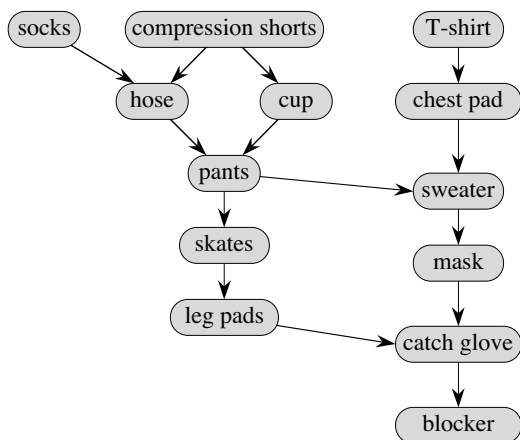 socks
compression shorts
T-shirt
hose
cup
chest pad
pants
sweater
skates
mask
leg pads
catch glove
blocker